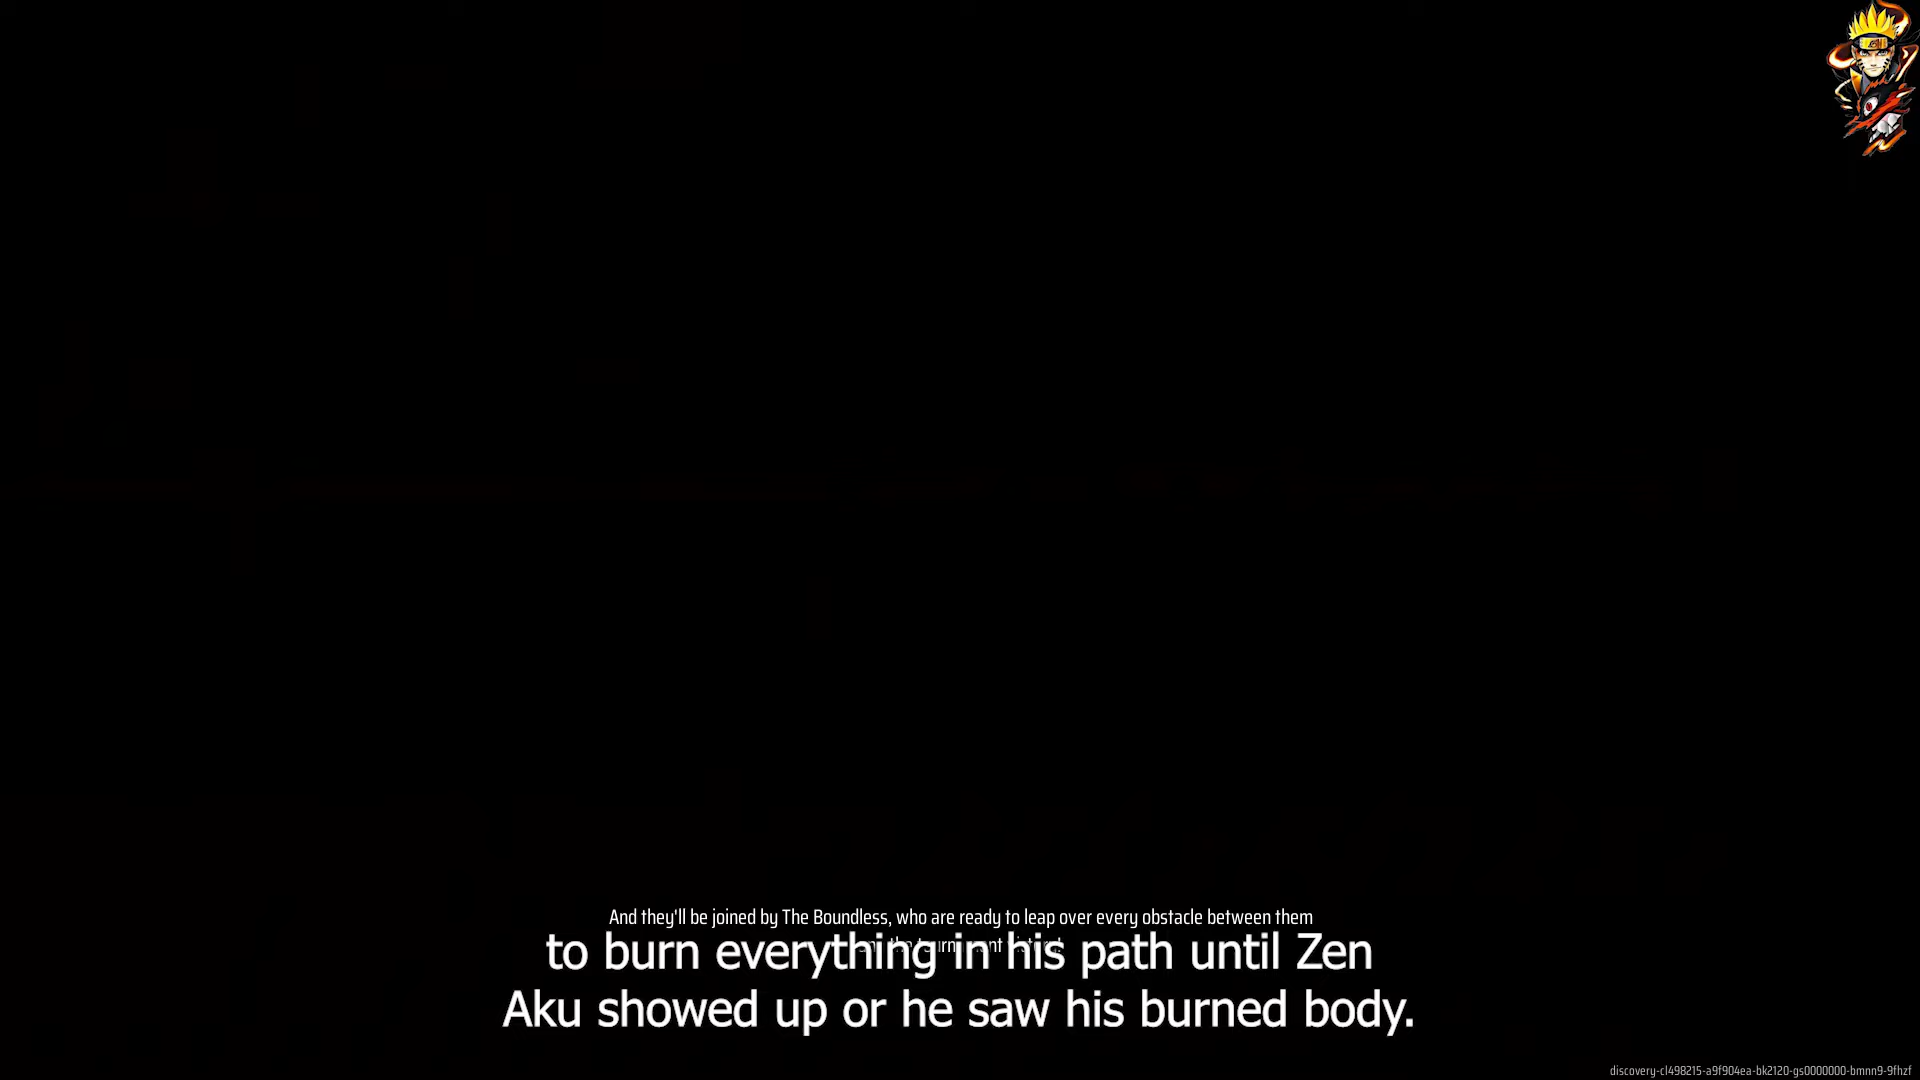 And they'll be joined by The Boundless, who are ready to leap over every obstacle between them
to burn everything in his path until Zen
Aku showed up or he saw his burned body.
discovery-cl498215-a9f904ea-bk2120-gs0000000-bmnn9-9fhzf